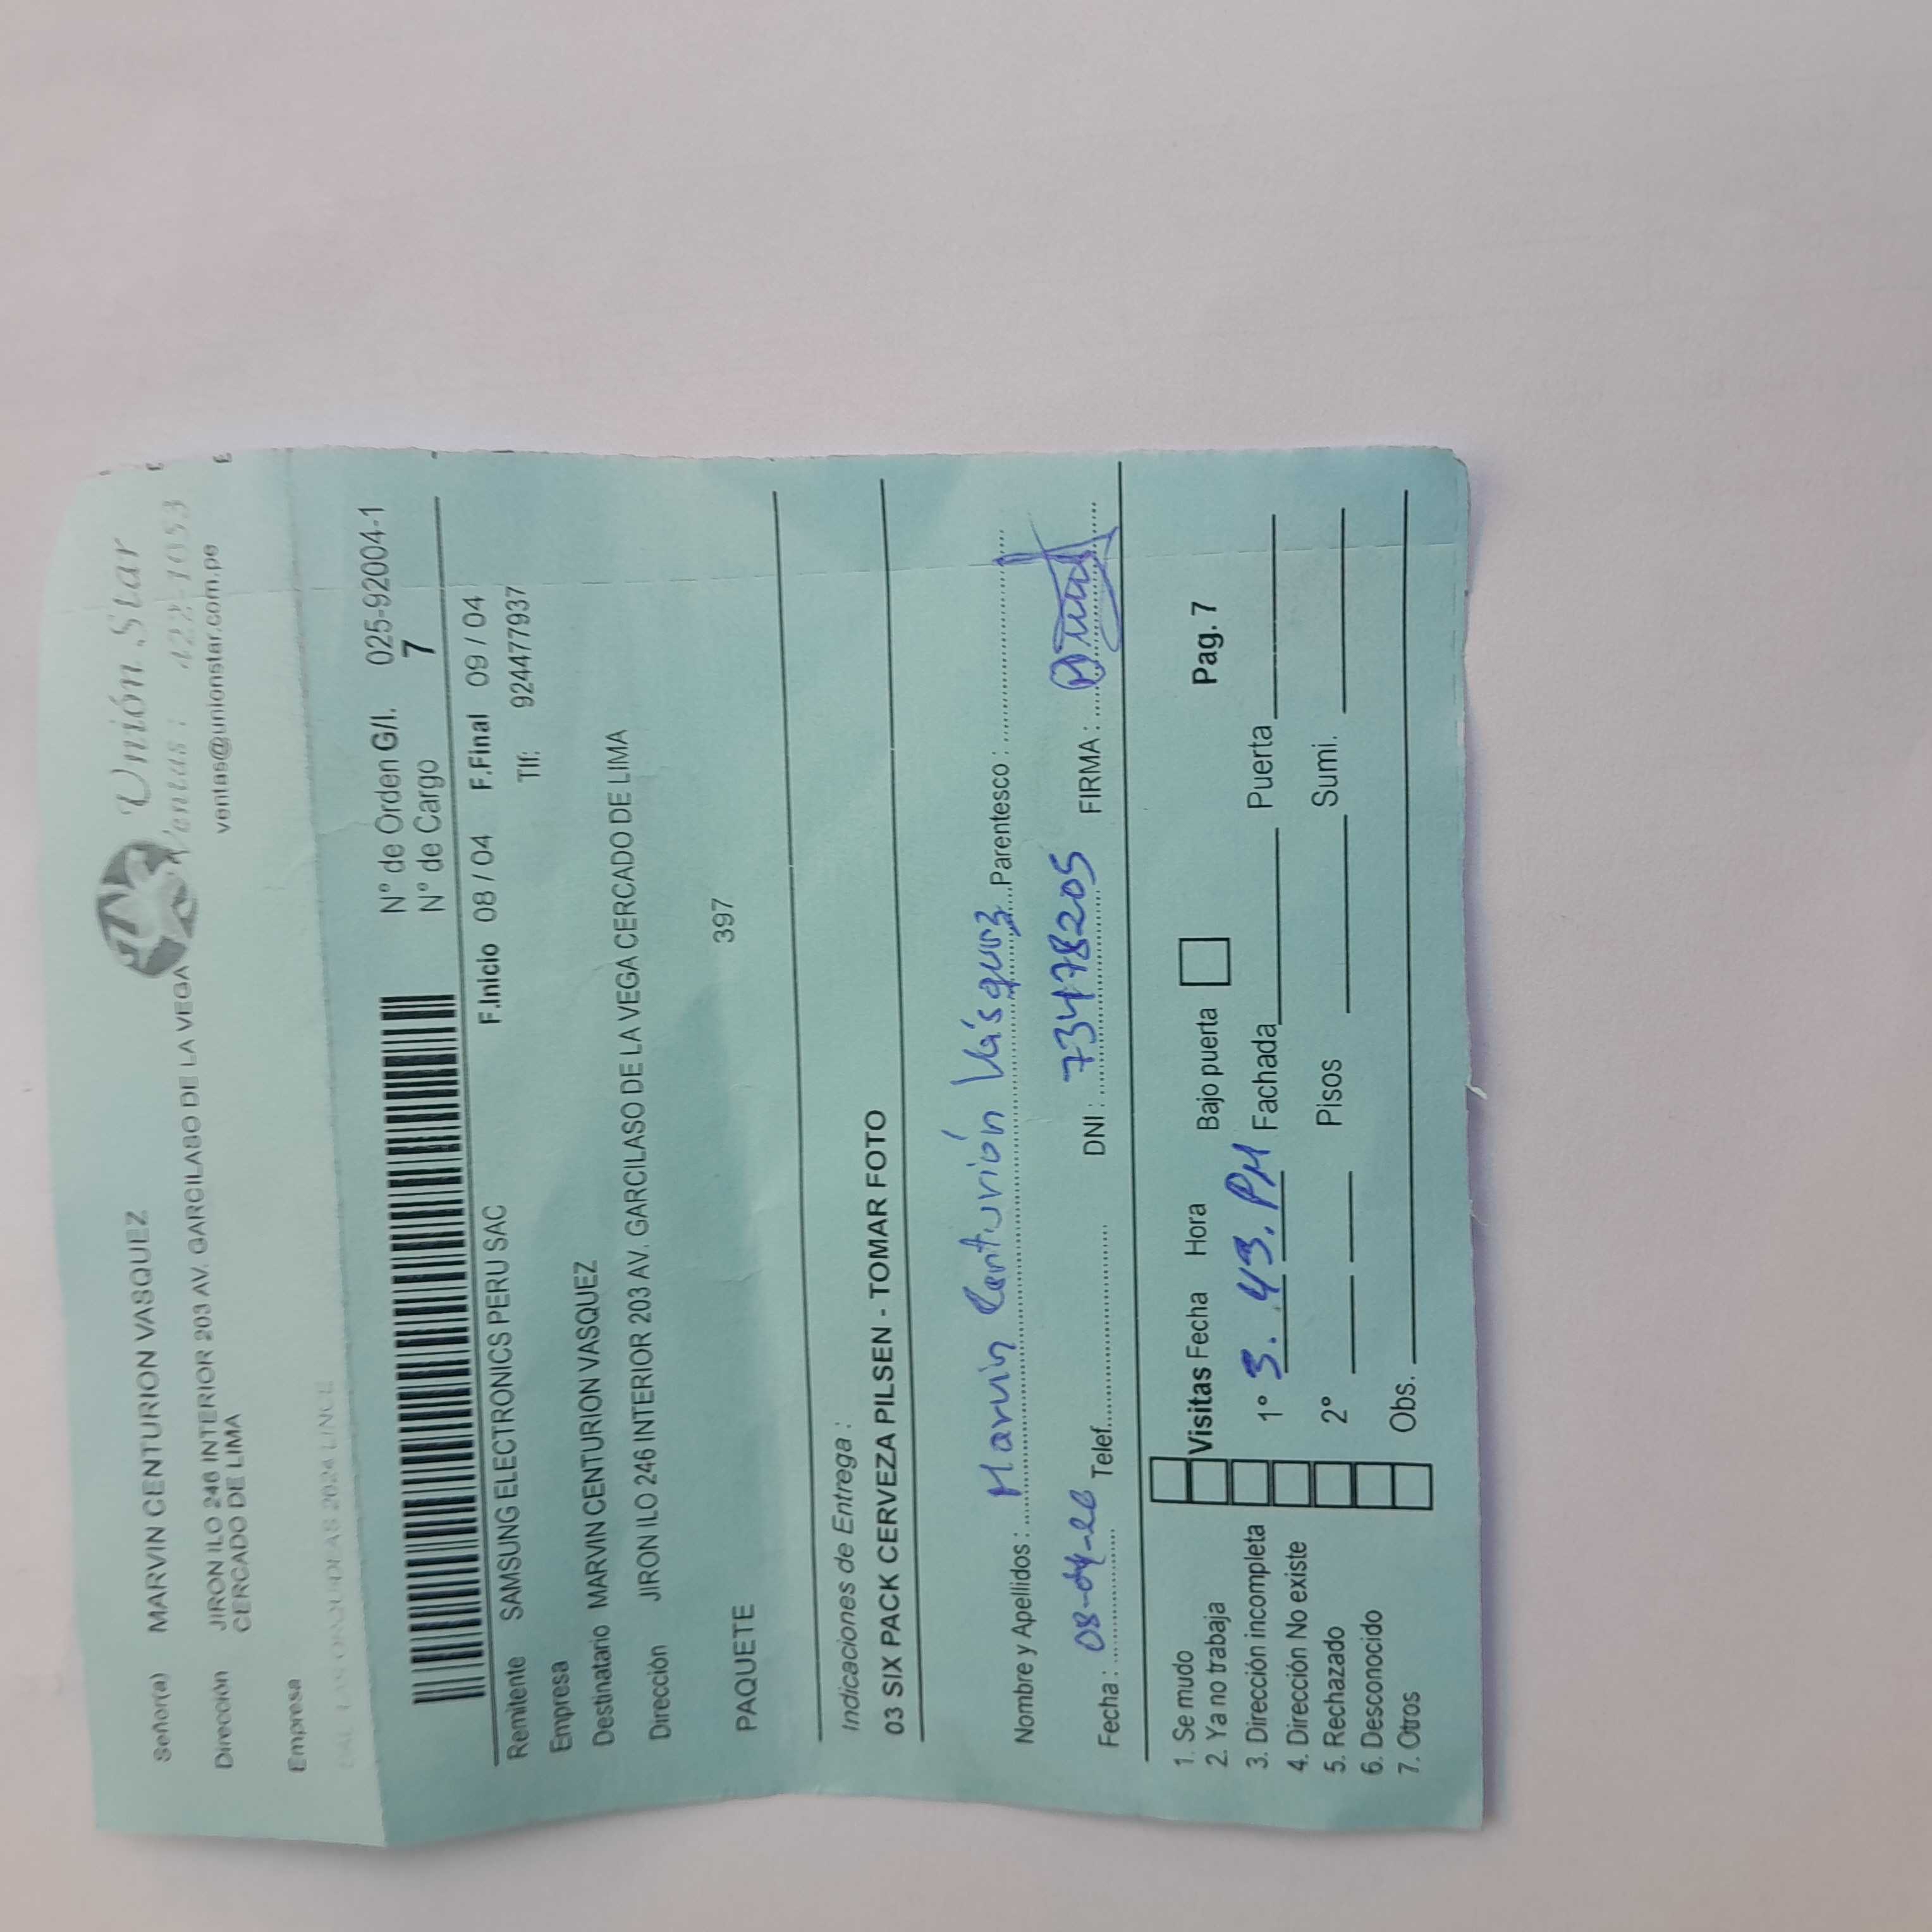 Unión Star
Ventas : 422-1053
ventas@unionstar.com.pe
Señor(a) MARVIN CENTURION VASQUEZ
Dirección JIRON ILO 246 INTERIOR 203 AV. GARCILASO DE LA VEGA
CERCADO DE LIMA
Empresa
LAS ORQUIDEAS 2624 LINCE
N° de Orden G/I. 025-92004-1
N° de Cargo 7
F.Inicio 08 / 04 F.Final 09 / 04
Remitente SAMSUNG ELECTRONICS PERU SAC Tlf: 924477937
Empresa
Destinatario MARVIN CENTURION VASQUEZ
Dirección JIRON ILO 246 INTERIOR 203 AV. GARCILASO DE LA VEGA CERCADO DE LIMA
PAQUETE 397
Indicaciones de Entrega :
03 SIX PACK CERVEZA PILSEN - TOMAR FOTO
Nombre y Apellidos : Marvin Centurión Vásquez Parentesco :
Fecha : 08-04-22 Telef. DNI : 73478205 FIRMA :
1. Se mudo
2. Ya no trabaja
3. Dirección incompleta
4. Dirección No existe
5. Rechazado
6. Desconocido
7. Otros
Visitas Fecha Hora Bajo puerta Pag. 7
1° 3. 43. PM Fachada Puerta
2° Pisos Sumi.
Obs.